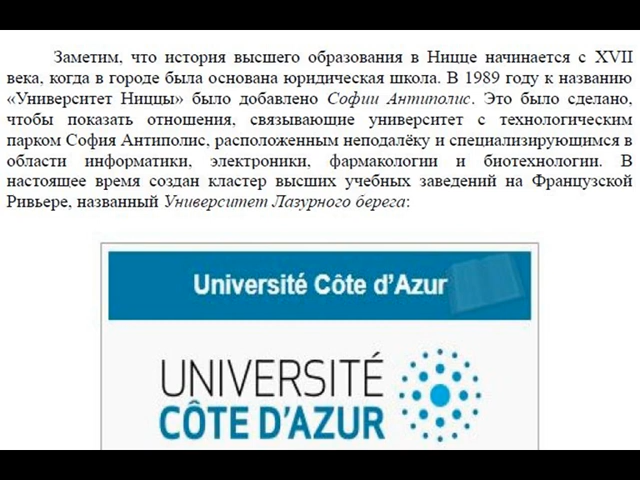 Заметим, что история высшего образования в Ницце начинается с XVII
века, когда в городе была основана юридическая школа. В 1989 году к названию
«Университет Ниццы» было добавлено Софии Антиполис. Это было сделано,
чтобы показать отношения, связывающие университет с технологическим
парком София Антиполис, расположенным неподалёку и специализирующимся в
области информатики, электроники, фармакологии и биотехнологии. В
настоящее время создан кластер высших учебных заведений на Французской
Ривьере, названный Университет Лазурного берега:
Université Côte d'Azur
UNIVERSITÉ
CÔTE D'AZUR